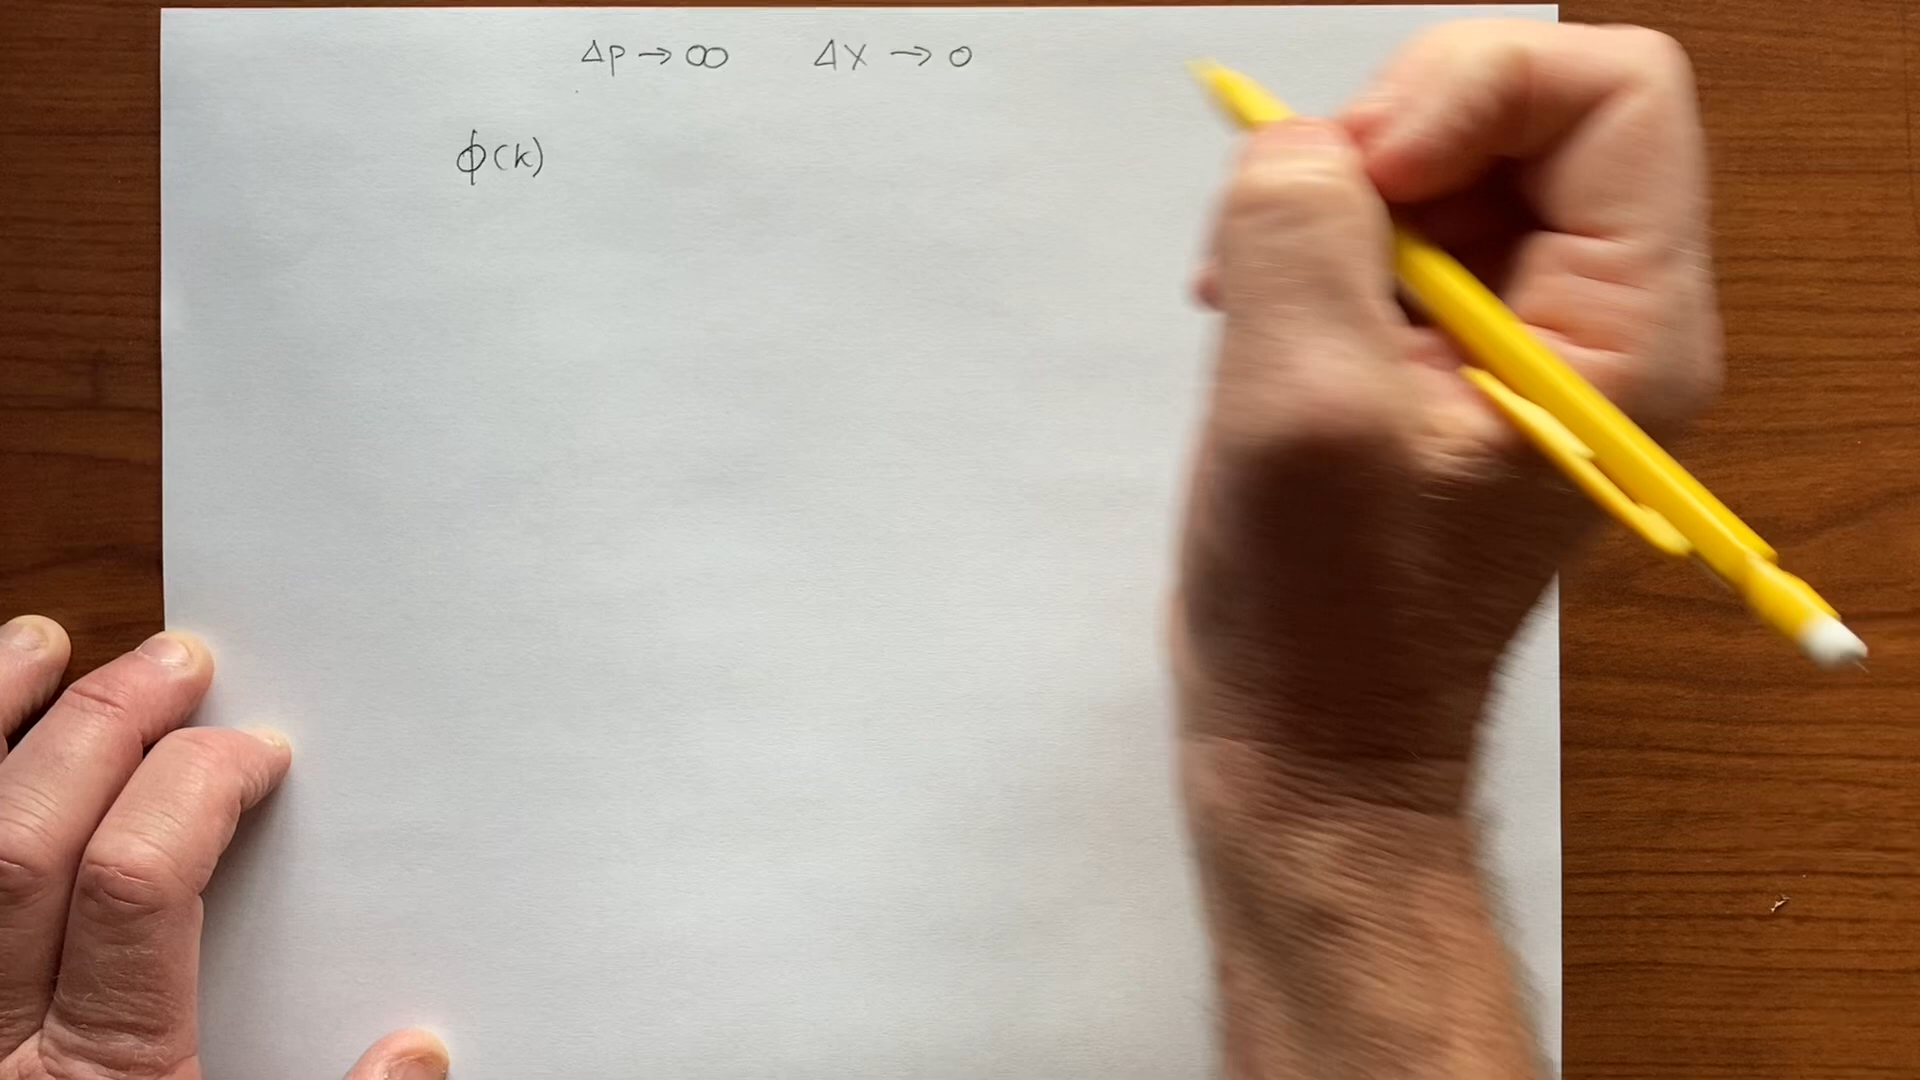 Δp → ∞ Δx → 0
ϕ(k)